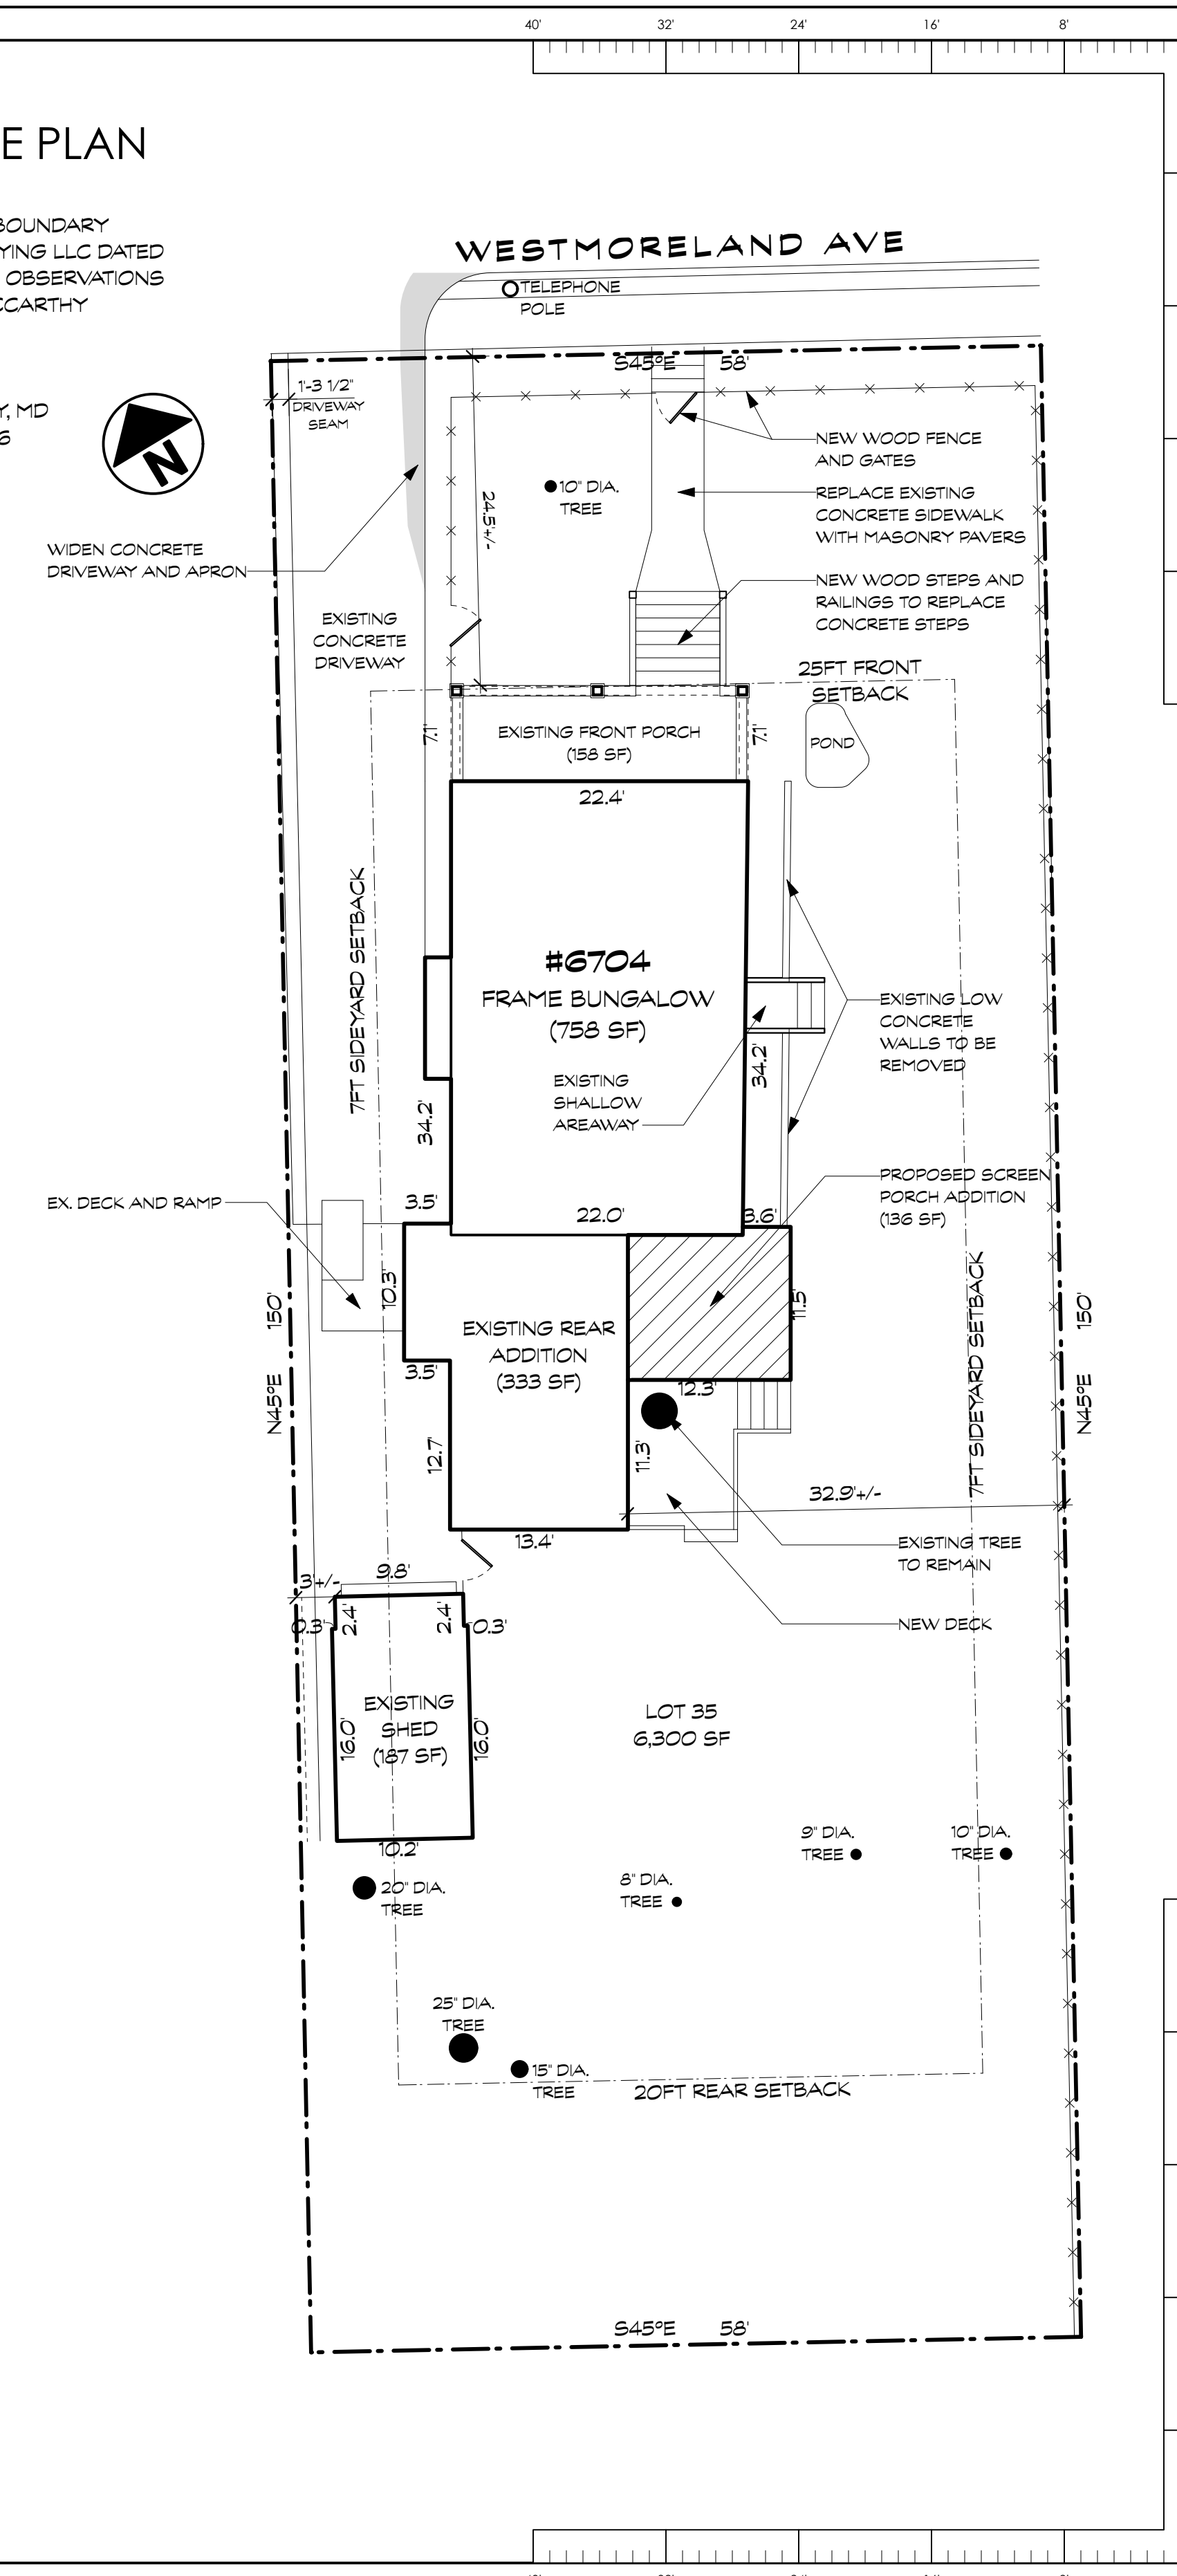 40' 32' 24' 16' 8'
E PLAN
BOUNDARY
YING LLC DATED
OBSERVATIONS
CCARTHY
Y, MD
6
N
WESTMORELAND AVE
TELEPHONE
POLE
S45ºE 58'
1'-3 1/2"
DRIVEWAY
SEAM
NEW WOOD FENCE
AND GATES
10" DIA.
TREE
24.5'+/-
REPLACE EXISTING
CONCRETE SIDEWALK
WITH MASONRY PAVERS
WIDEN CONCRETE
DRIVEWAY AND APRON
NEW WOOD STEPS AND
RAILINGS TO REPLACE
CONCRETE STEPS
EXISTING
CONCRETE
DRIVEWAY
25FT FRONT
SETBACK
7.1'
EXISTING FRONT PORCH
(158 SF)
7.1'
POND
22.4'
7FT SIDEYARD SETBACK
#6704
FRAME BUNGALOW
(758 SF)
EXISTING LOW
CONCRETE
WALLS TO BE
REMOVED
34.2'
EXISTING
SHALLOW
AREAWAY
34.2'
PROPOSED SCREEN
PORCH ADDITION
(136 SF)
EX. DECK AND RAMP
3.5'
22.0'
3.6'
10.3'
11.5'
N45ºE 150'
EXISTING REAR
ADDITION
(333 SF)
7FT SIDEYARD SETBACK
N45ºE 150'
3.5'
12.3'
12.7'
11.3'
32.9'+/-
13.4'
EXISTING TREE
TO REMAIN
NEW DECK
3'+/-
9.8'
0.3'
2.4'
2.4'
0.3'
EXISTING
SHED
(187 SF)
16.0'
16.0'
10.2'
LOT 35
6,300 SF
9" DIA.
TREE
10" DIA.
TREE
8" DIA.
TREE
20" DIA.
TREE
25" DIA.
TREE
15" DIA.
TREE
20FT REAR SETBACK
S45ºE 58'